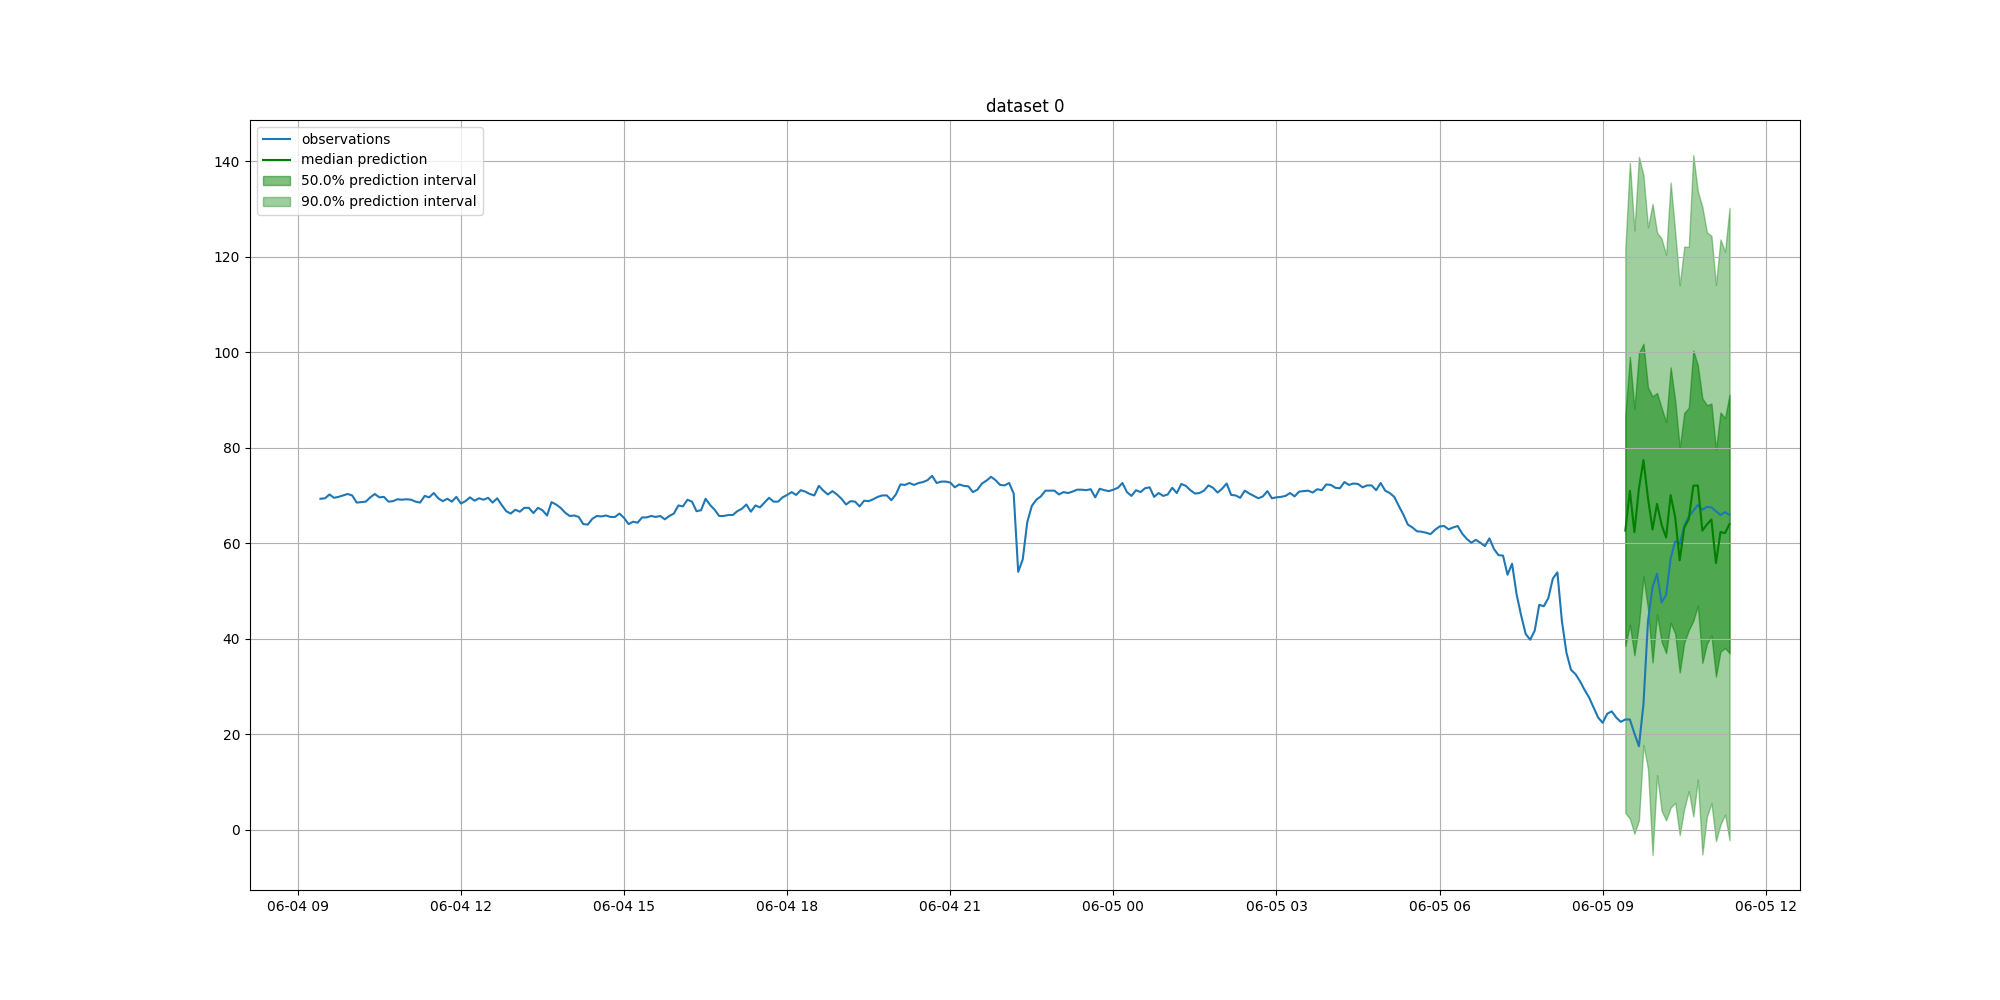 dataset 0
observations
median prediction
50.0% prediction interval
90.0% prediction interval
140
120
100
80
60
40
20
0
06-04 09 06-04 12 06-04 15 06-04 18 06-04 21 06-05 00 06-05 03 06-05 06 06-05 09 06-05 12